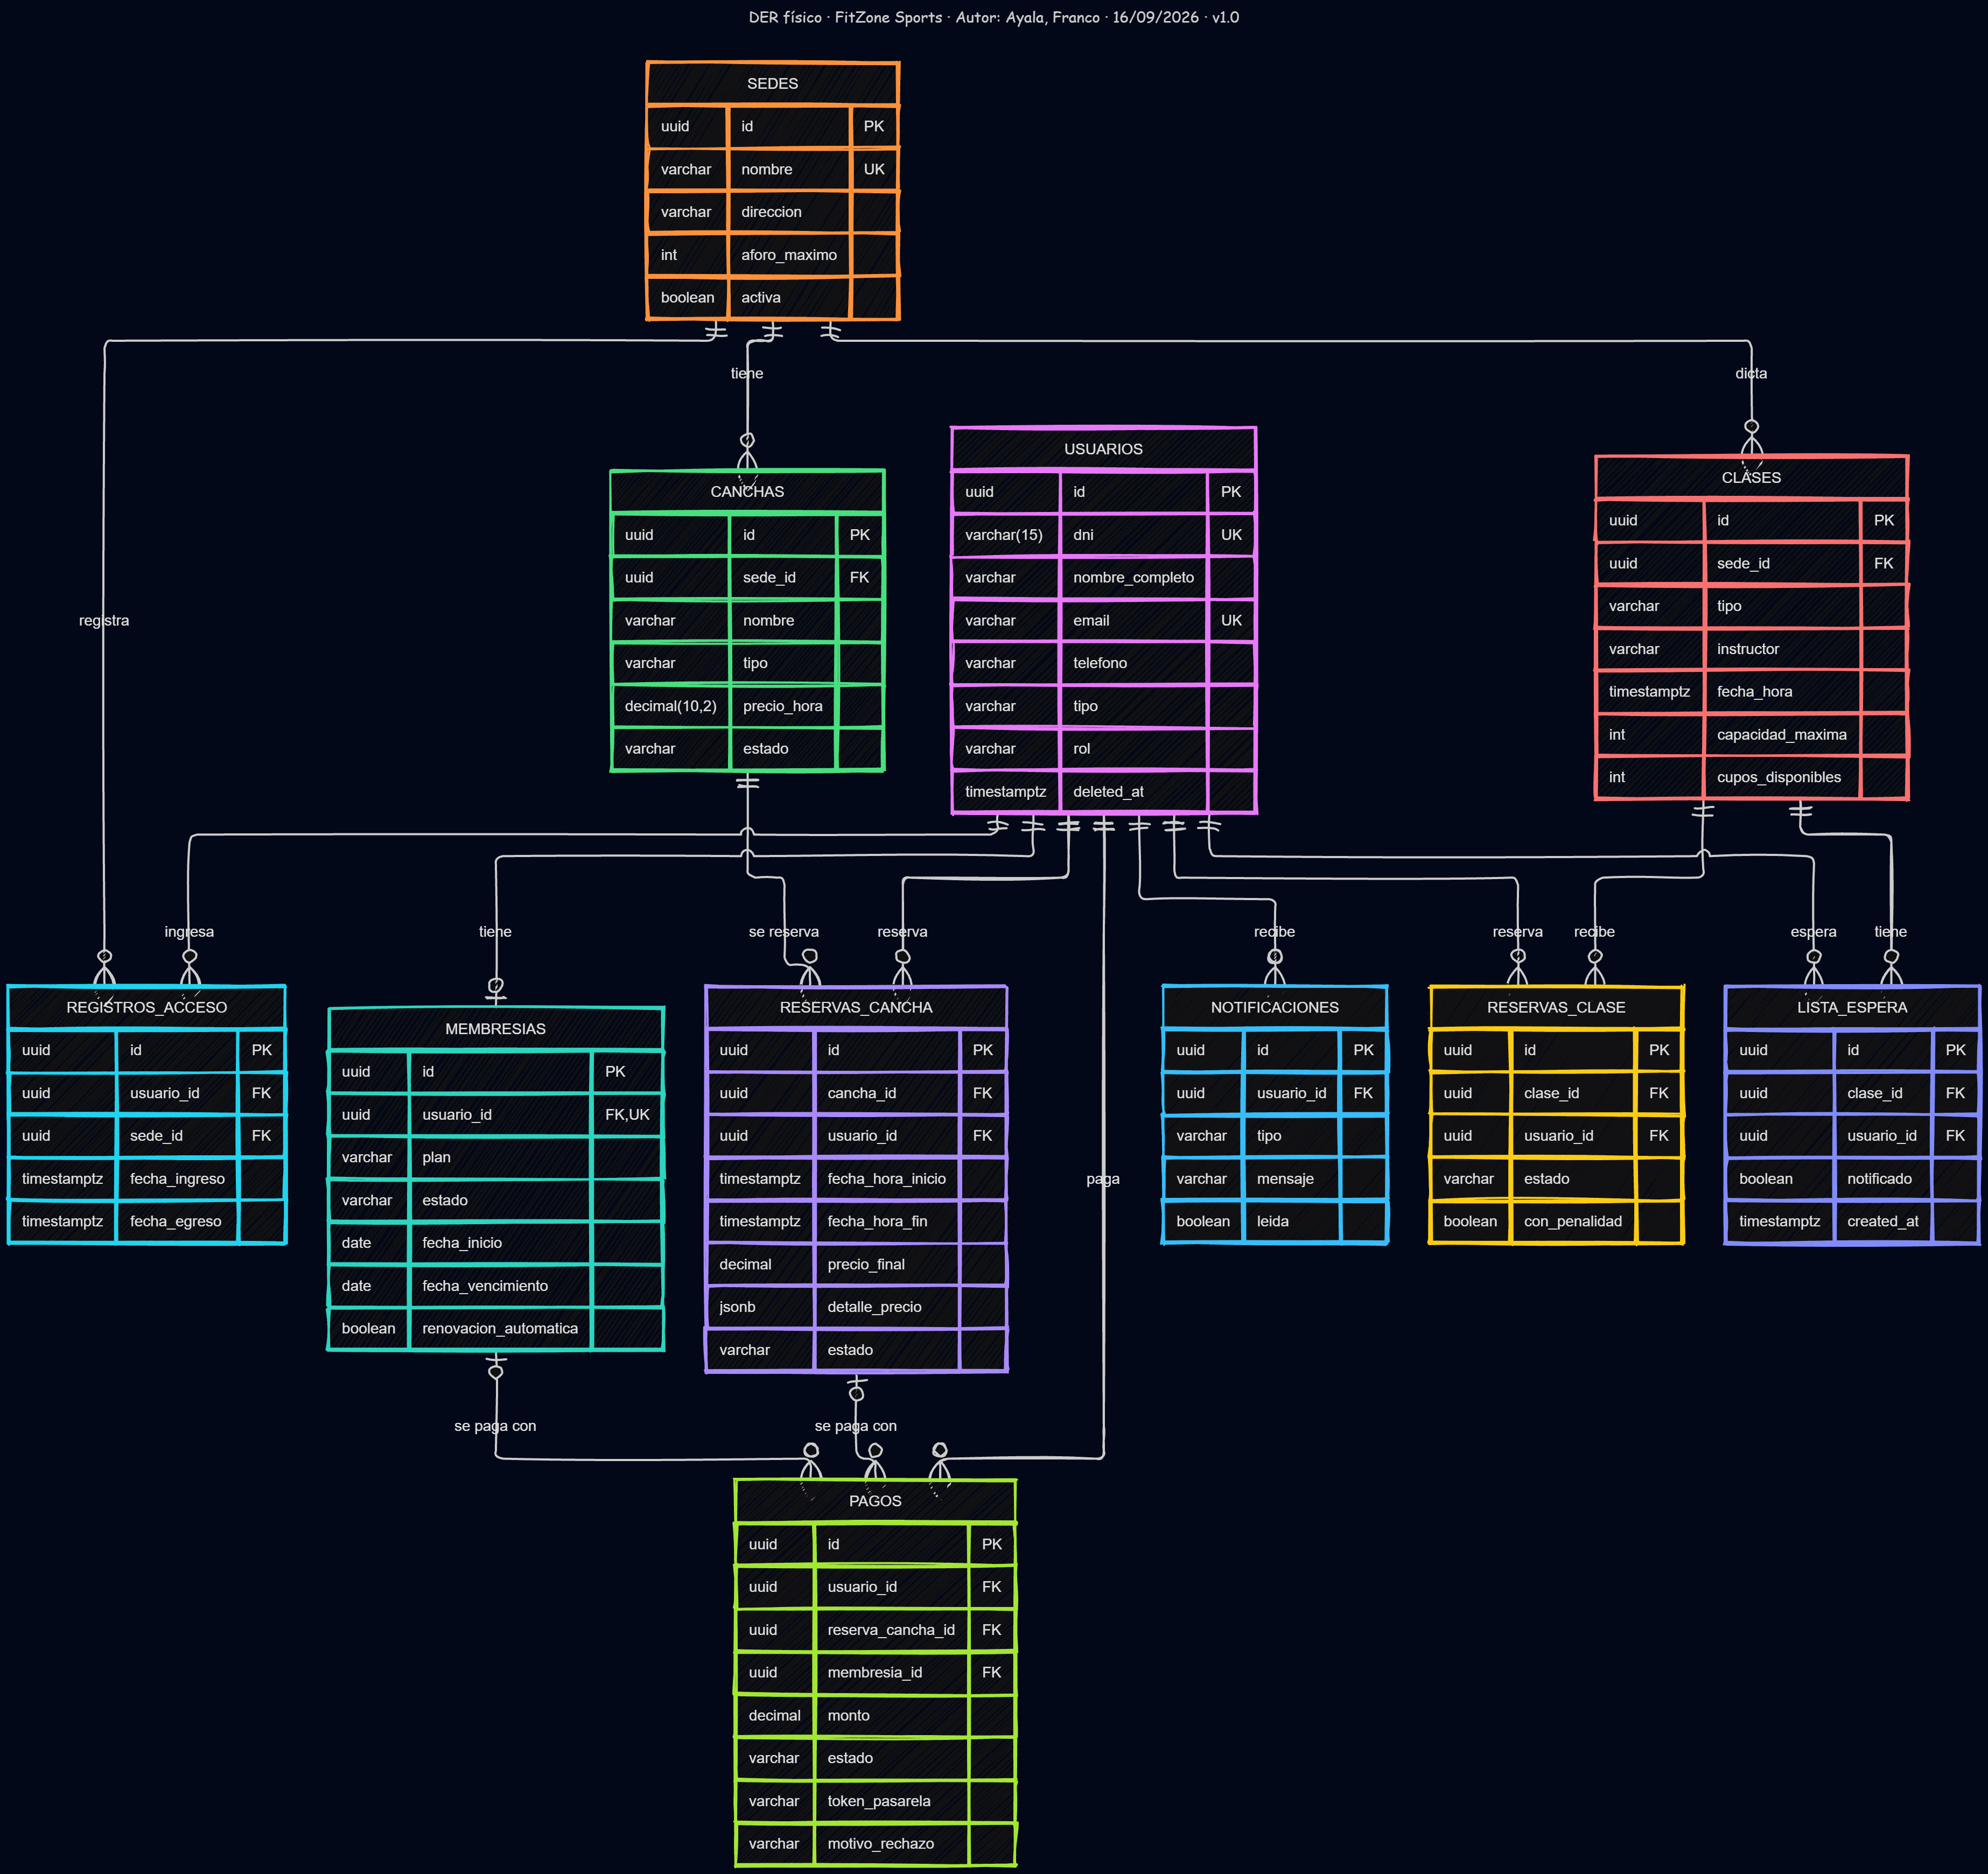 DER físico · FitZone Sports · Autor: Ayala, Franco · 16/09/2026 · v1.0
SEDES
uuid id PK
varchar nombre UK
varchar direccion
int aforo_maximo
boolean activa
tiene
dicta
registra
CANCHAS
uuid id PK
uuid sede_id FK
varchar nombre
varchar tipo
decimal(10,2) precio_hora
varchar estado
USUARIOS
uuid id PK
varchar(15) dni UK
varchar nombre_completo
varchar email UK
varchar telefono
varchar tipo
varchar rol
timestamptz deleted_at
CLASES
uuid id PK
uuid sede_id FK
varchar tipo
varchar instructor
timestamptz fecha_hora
int capacidad_maxima
int cupos_disponibles
ingresa
tiene
se reserva
reserva
recibe
reserva
recibe
espera
tiene
REGISTROS_ACCESO
uuid id PK
uuid usuario_id FK
uuid sede_id FK
timestamptz fecha_ingreso
timestamptz fecha_egreso
MEMBRESIAS
uuid id PK
uuid usuario_id FK,UK
varchar plan
varchar estado
date fecha_inicio
date fecha_vencimiento
boolean renovacion_automatica
RESERVAS_CANCHA
uuid id PK
uuid cancha_id FK
uuid usuario_id FK
timestamptz fecha_hora_inicio
timestamptz fecha_hora_fin
decimal precio_final
jsonb detalle_precio
varchar estado
paga
NOTIFICACIONES
uuid id PK
uuid usuario_id FK
varchar tipo
varchar mensaje
boolean leida
RESERVAS_CLASE
uuid id PK
uuid clase_id FK
uuid usuario_id FK
varchar estado
boolean con_penalidad
LISTA_ESPERA
uuid id PK
uuid clase_id FK
uuid usuario_id FK
boolean notificado
timestamptz created_at
se paga con
se paga con
PAGOS
uuid id PK
uuid usuario_id FK
uuid reserva_cancha_id FK
uuid membresia_id FK
decimal monto
varchar estado
varchar token_pasarela
varchar motivo_rechazo